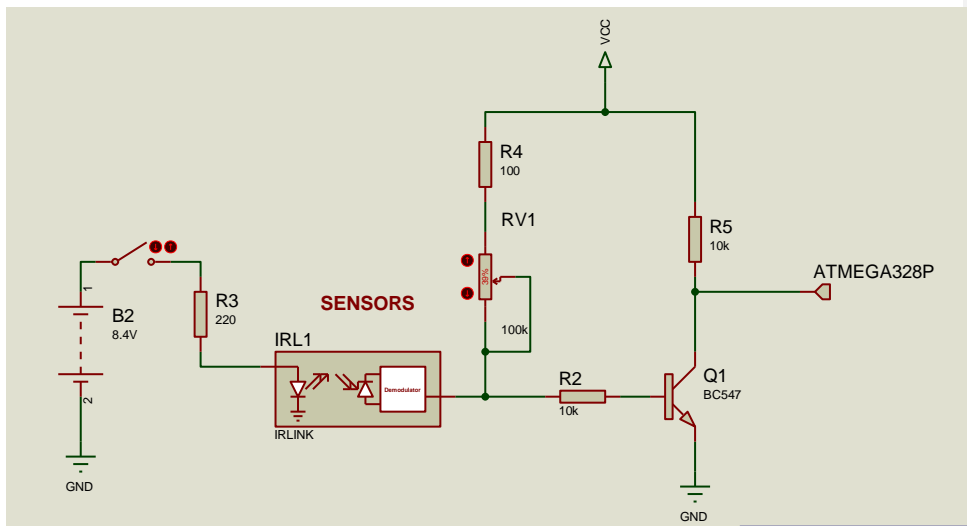 VCC
R4
100
RV1
39%
100k
R5
10k
ATMEGA328P
1
B2
8.4V
2
GND
R3
220
SENSORS
IRL1
Demodulator
IRLINK
R2
10k
Q1
BC547
GND